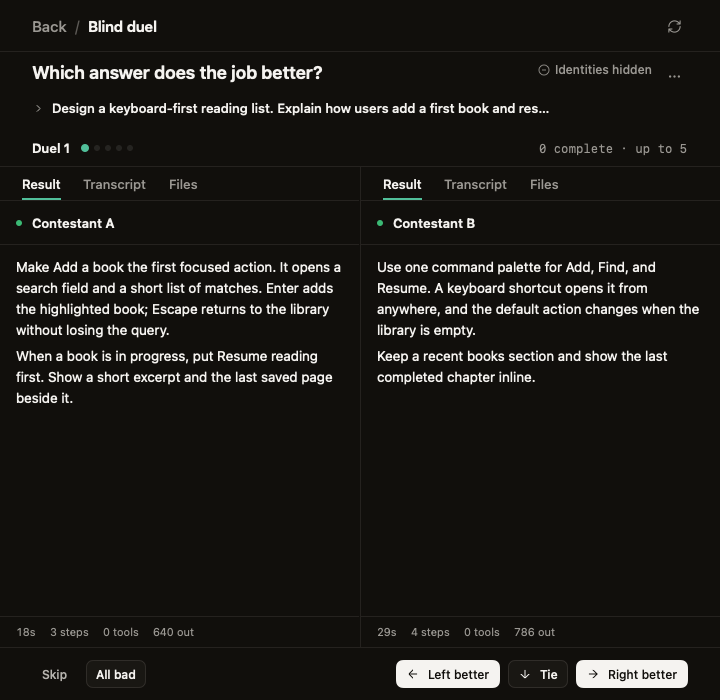 Back / Blind duel
Which answer does the job better?
Identities hidden
...
Design a keyboard-first reading list. Explain how users add a first book and res...
Duel 1
0 complete · up to 5
Result Transcript Files
Contestant A
Make Add a book the first focused action. It opens a
search field and a short list of matches. Enter adds
the highlighted book; Escape returns to the library
without losing the query.
When a book is in progress, put Resume reading
first. Show a short excerpt and the last saved page
beside it.
18s 3 steps 0 tools 640 out
Result Transcript Files
Contestant B
Use one command palette for Add, Find, and
Resume. A keyboard shortcut opens it from
anywhere, and the default action changes when the
library is empty.
Keep a recent books section and show the last
completed chapter inline.
29s 4 steps 0 tools 786 out
Skip
All bad
← Left better
↓ Tie
→ Right better